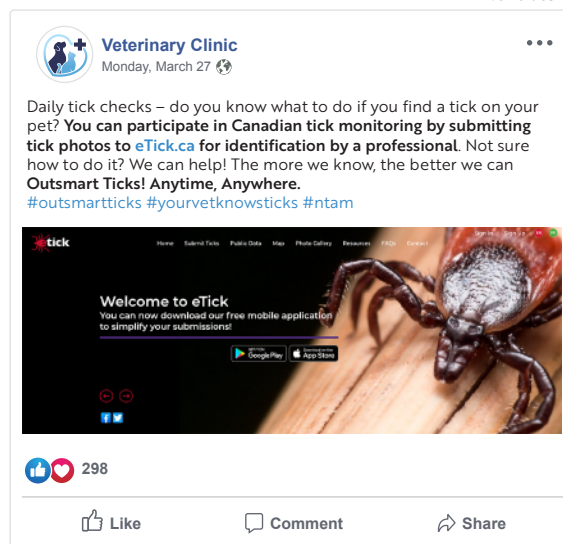 Veterinary Clinic
Monday, March 27
Daily tick checks – do you know what to do if you find a tick on your
pet? You can participate in Canadian tick monitoring by submitting
tick photos to eTick.ca for identification by a professional. Not sure
how to do it? We can help! The more we know, the better we can
Outsmart Ticks! Anytime, Anywhere.
#outsmartticks #yourvetknowsticks #ntam
Sign In Sign Up
etick
Home Submit Ticks Public Data Map Photo Gallery Resources FAQs Contact
Welcome to eTick
You can now download our free mobile application
to simplify your submissions!
Google Play
App Store
298
Like Comment Share